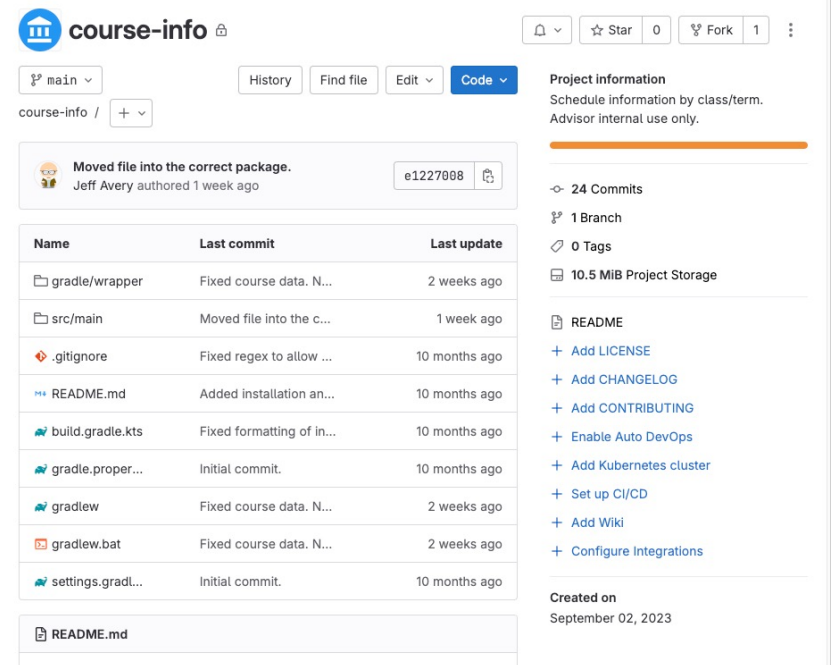 course-info
Star 0
Fork 1
main
History
Find file
Edit
Code
course-info / +
Moved file into the correct package.
Jeff Avery authored 1 week ago
e1227008
Name Last commit Last update
gradle/wrapper Fixed course data. N... 2 weeks ago
src/main Moved file into the c... 1 week ago
.gitignore Fixed regex to allow ... 10 months ago
README.md Added installation an... 10 months ago
build.gradle.kts Fixed formatting of in... 10 months ago
gradle.proper... Initial commit. 10 months ago
gradlew Fixed course data. N... 2 weeks ago
gradlew.bat Fixed course data. N... 2 weeks ago
settings.gradl... Initial commit. 10 months ago
README.md
Project information
Schedule information by class/term.
Advisor internal use only.
24 Commits
1 Branch
0 Tags
10.5 MiB Project Storage
README
+ Add LICENSE
+ Add CHANGELOG
+ Add CONTRIBUTING
+ Enable Auto DevOps
+ Add Kubernetes cluster
+ Set up CI/CD
+ Add Wiki
+ Configure Integrations
Created on
September 02, 2023